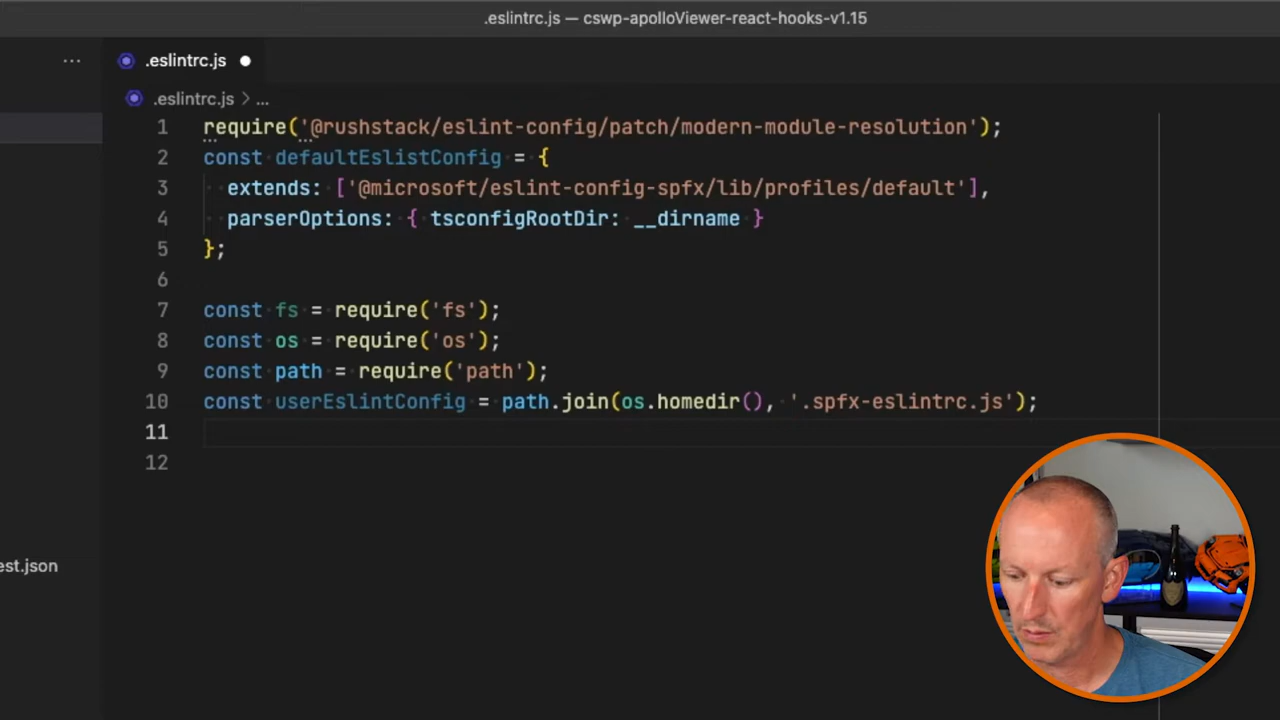 .eslintrc.js — cswp-apolloViewer-react-hooks-v1.15
... .eslintrc.js
.eslintrc.js > ...
1 require('@rushstack/eslint-config/patch/modern-module-resolution');
2 const defaultEslistConfig = {
3 extends: ['@microsoft/eslint-config-spfx/lib/profiles/default'],
4 parserOptions: { tsconfigRootDir: __dirname }
5 };
6
7 const fs = require('fs');
8 const os = require('os');
9 const path = require('path');
10 const userEslintConfig = path.join(os.homedir(), '.spfx-eslintrc.js');
11
12
est.json